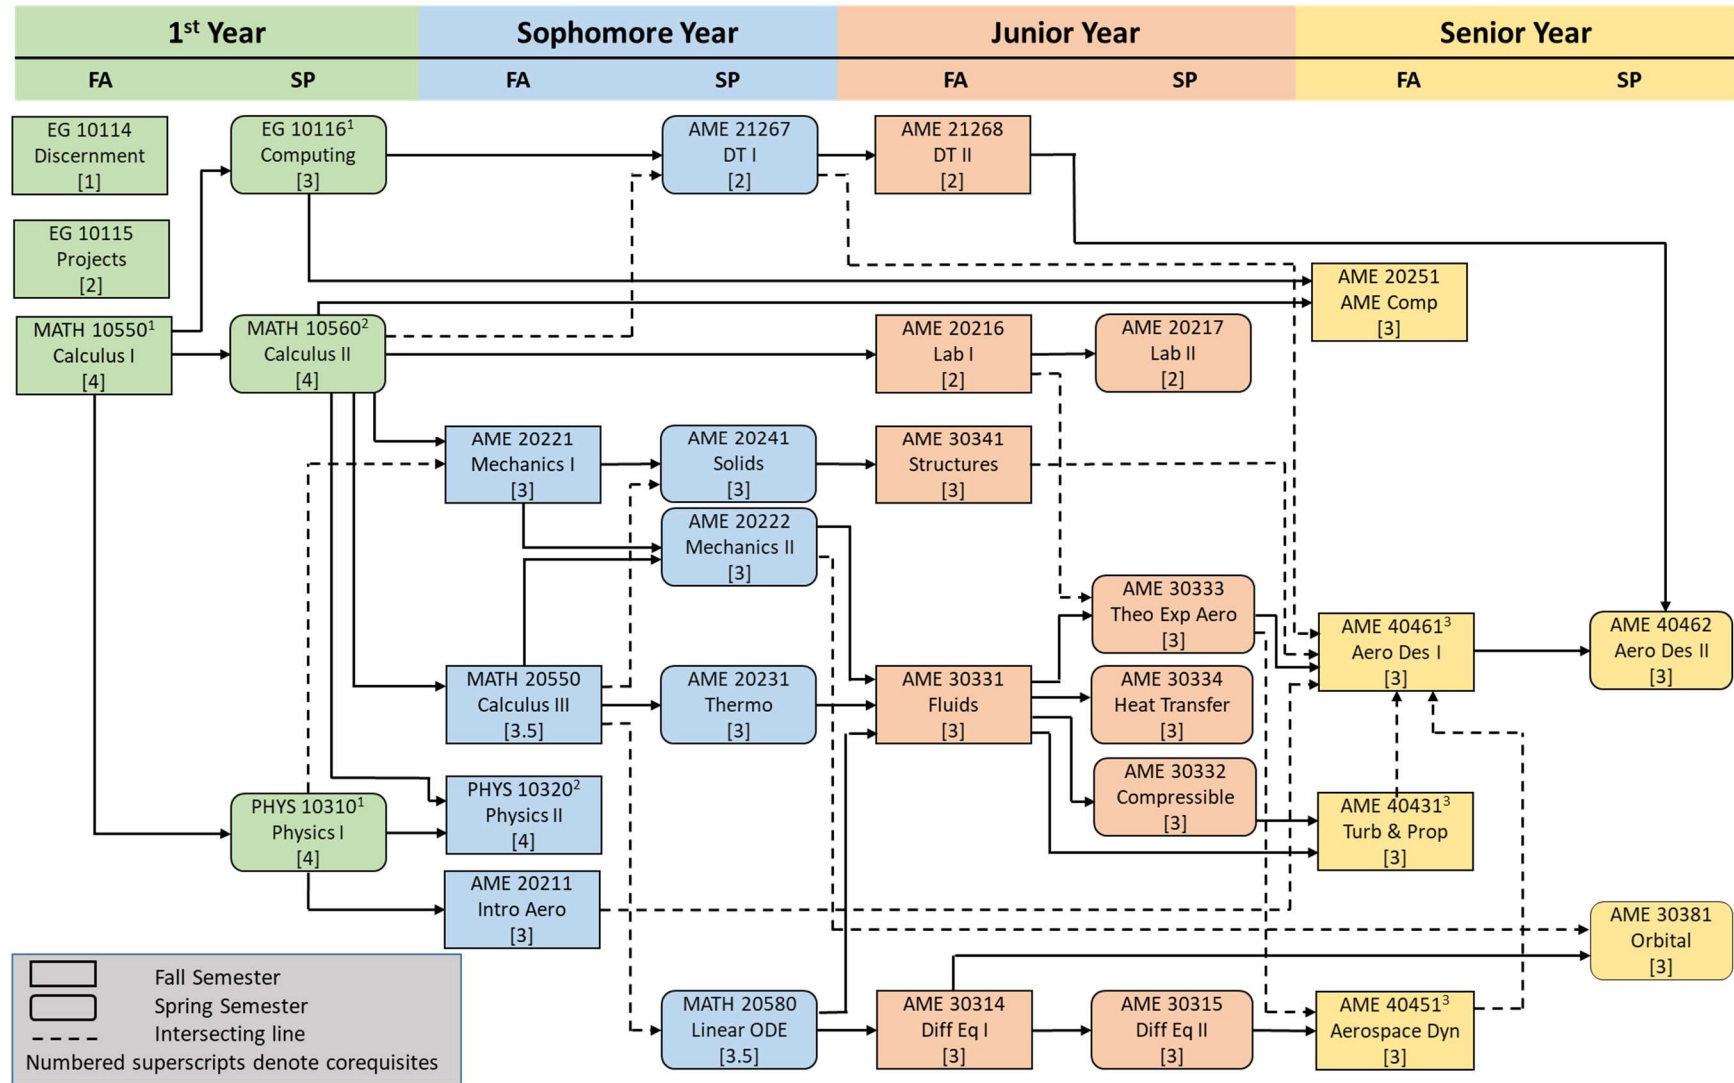 1st Year
Sophomore Year
Junior Year
Senior Year
FA
SP
FA
SP
FA
SP
FA
SP
EG 10114
Discernment
[1]
EG 10116¹
Computing
[3]
AME 21267
DT I
[2]
AME 21268
DT II
[2]
EG 10115
Projects
[2]
AME 20251
AME Comp
[3]
MATH 10550¹
Calculus I
[4]
MATH 10560²
Calculus II
[4]
AME 20216
Lab I
[2]
AME 20217
Lab II
[2]
AME 20221
Mechanics I
[3]
AME 20241
Solids
[3]
AME 30341
Structures
[3]
AME 20222
Mechanics II
[3]
AME 30333
Theo Exp Aero
[3]
AME 40461³
Aero Des I
[3]
AME 40462
Aero Des II
[3]
MATH 20550
Calculus III
[3.5]
AME 20231
Thermo
[3]
AME 30331
Fluids
[3]
AME 30334
Heat Transfer
[3]
PHYS 10310¹
Physics I
[4]
PHYS 10320²
Physics II
[4]
AME 30332
Compressible
[3]
AME 40431³
Turb & Prop
[3]
AME 20211
Intro Aero
[3]
AME 30381
Orbital
[3]
MATH 20580
Linear ODE
[3.5]
AME 30314
Diff Eq I
[3]
AME 30315
Diff Eq II
[3]
AME 40451³
Aerospace Dyn
[3]
Fall Semester
Spring Semester
Intersecting line
Numbered superscripts denote corequisites